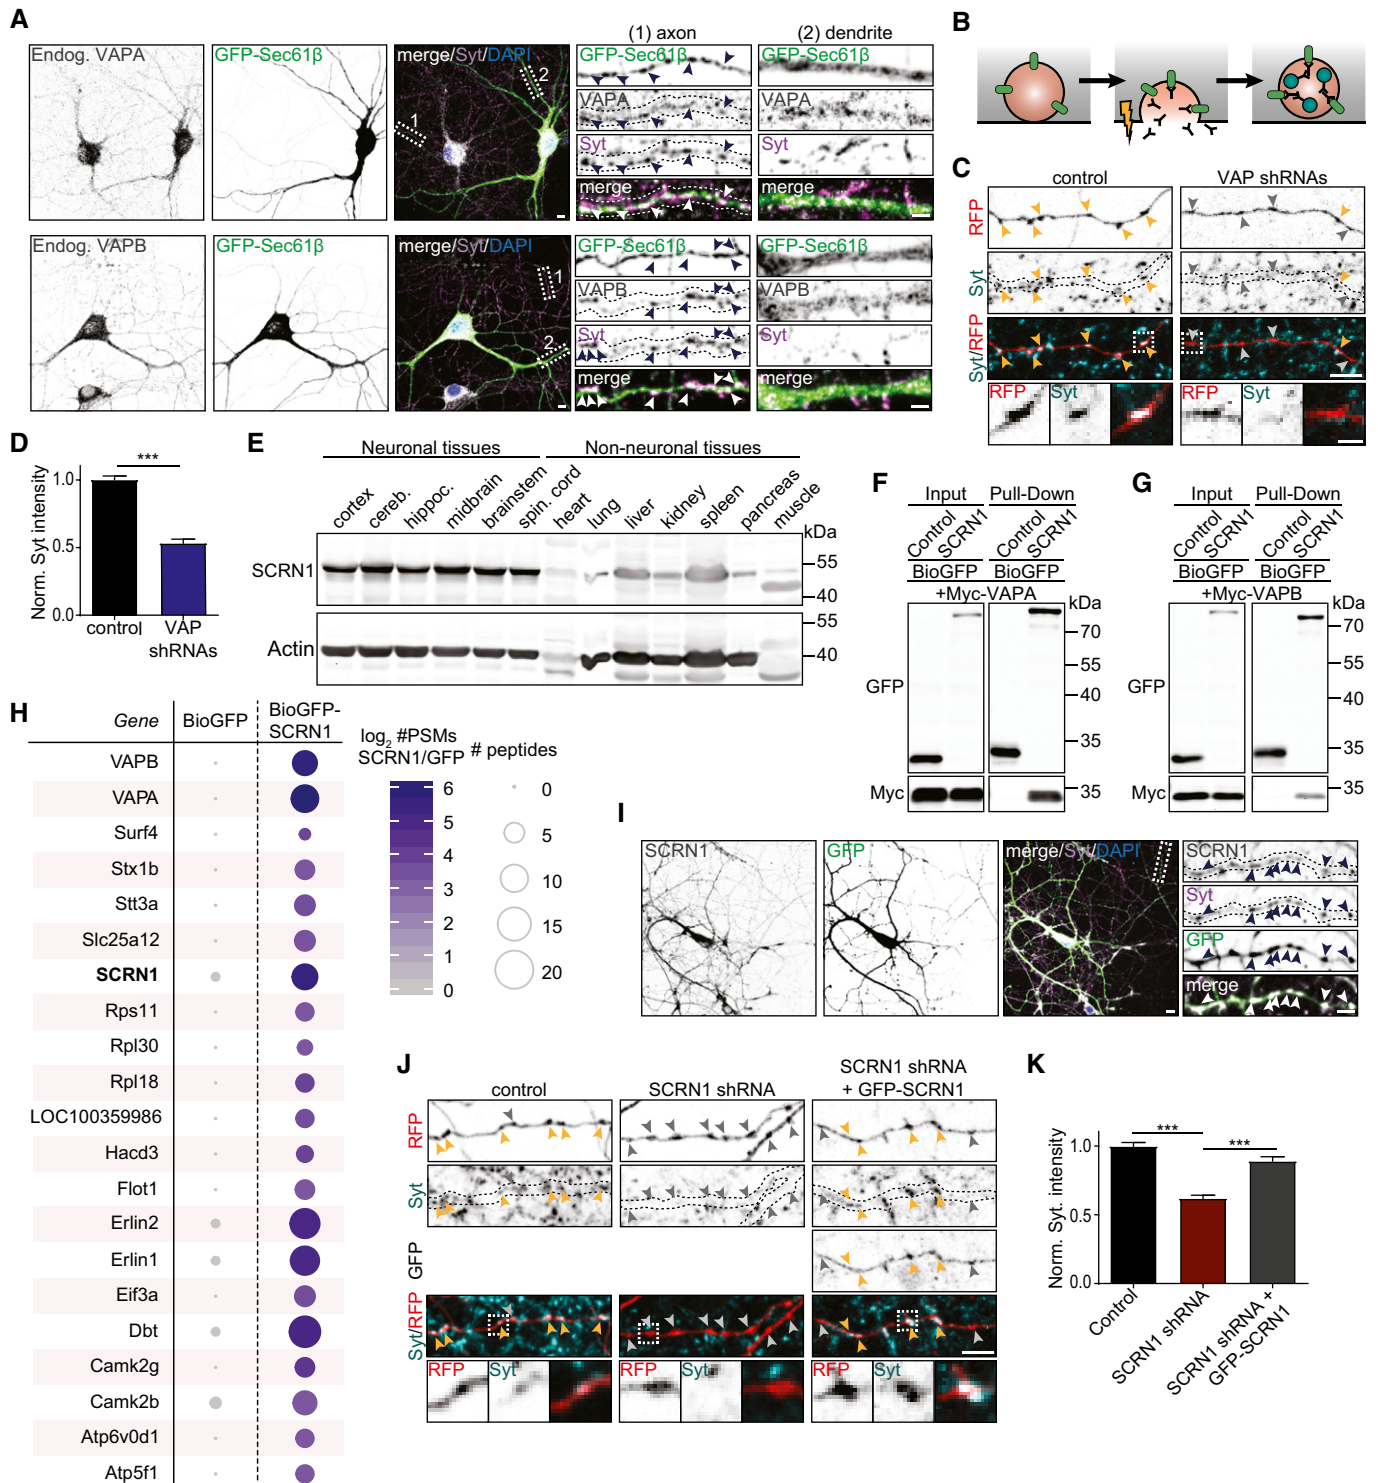 A
Endog. VAPA
GFP-Sec61β
merge/Syt/DAPI
1
2
(1) axon
(2) dendrite
GFP-Sec61β
GFP-Sec61β
VAPA
VAPA
Syt
Syt
merge
merge
Endog. VAPB
GFP-Sec61β
merge/Syt/DAPI
1
2
GFP-Sec61β
GFP-Sec61β
VAPB
VAPB
Syt
Syt
merge
merge
B
C
control
VAP shRNAs
RFP
Syt
Syt/RFP
RFP
Syt
RFP
Syt
D
Norm. Syt intensity
1.0
0.5
0.0
***
control
VAP
shRNAs
E
Neuronal tissues
Non-neuronal tissues
cortex
cereb.
hippoc.
midbrain
brainstem
spin. cord
heart
lung
liver
kidney
spleen
pancreas
muscle
kDa
SCRN1
55
40
Actin
55
40
F
Input
Pull-Down
Control
SCRN1
Control
SCRN1
BioGFP
BioGFP
+Myc-VAPA
kDa
70
55
40
35
35
GFP
Myc
G
Input
Pull-Down
Control
SCRN1
Control
SCRN1
BioGFP
BioGFP
+Myc-VAPB
kDa
70
55
40
35
35
GFP
Myc
H
Gene
BioGFP
BioGFP-
SCRN1
VAPB
VAPA
Surf4
Stx1b
Stt3a
Slc25a12
SCRN1
Rps11
Rpl30
Rpl18
LOC100359986
Hacd3
Flot1
Erlin2
Erlin1
Eif3a
Dbt
Camk2g
Camk2b
Atp6v0d1
Atp5f1
log2 #PSMs
SCRN1/GFP
6
5
4
3
2
1
0
# peptides
0
5
10
15
20
I
SCRN1
GFP
merge/Syt/DAPI
SCRN1
Syt
GFP
merge
J
control
SCRN1 shRNA
SCRN1 shRNA
+ GFP-SCRN1
RFP
Syt
GFP
Syt/RFP
RFP
Syt
RFP
Syt
RFP
Syt
K
Norm. Syt. intensity
1.0
0.5
0.0
***
***
Control
SCRN1 shRNA
SCRN1 shRNA +
GFP-SCRN1